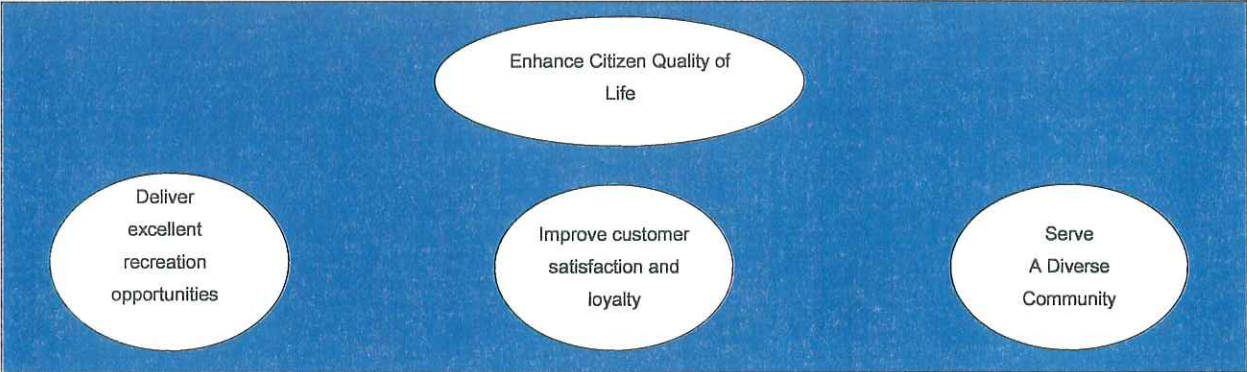 Enhance Citizen Quality of
Life
Deliver
excellent
recreation
opportunities
Improve customer
satisfaction and
loyalty
Serve
A Diverse
Community